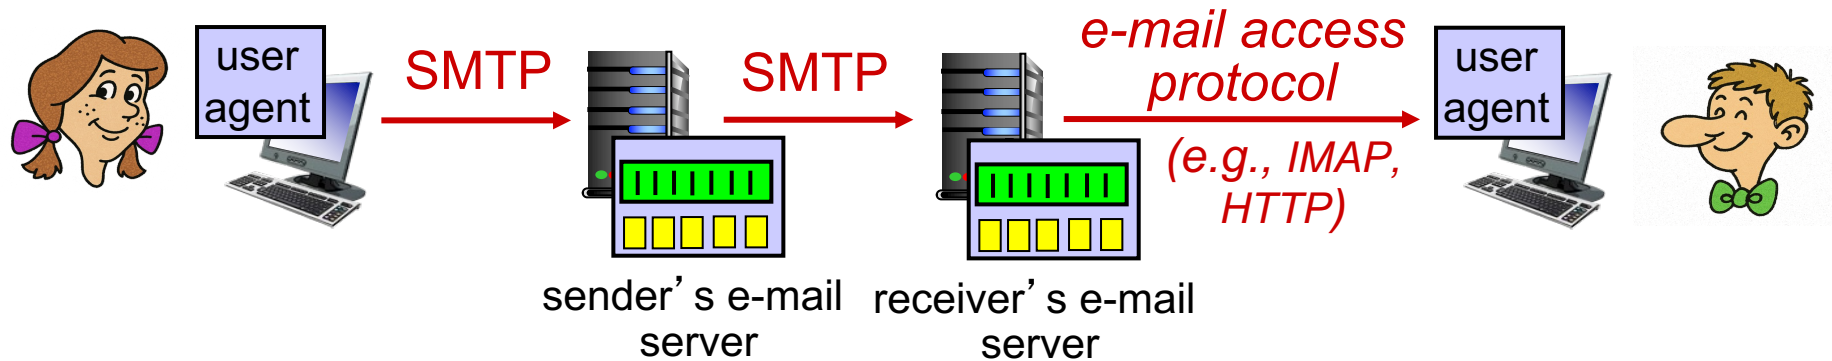 user
agent
SMTP
SMTP
e-mail access
protocol
(e.g., IMAP,
HTTP)
user
agent
sender’s e-mail
server
receiver’s e-mail
server